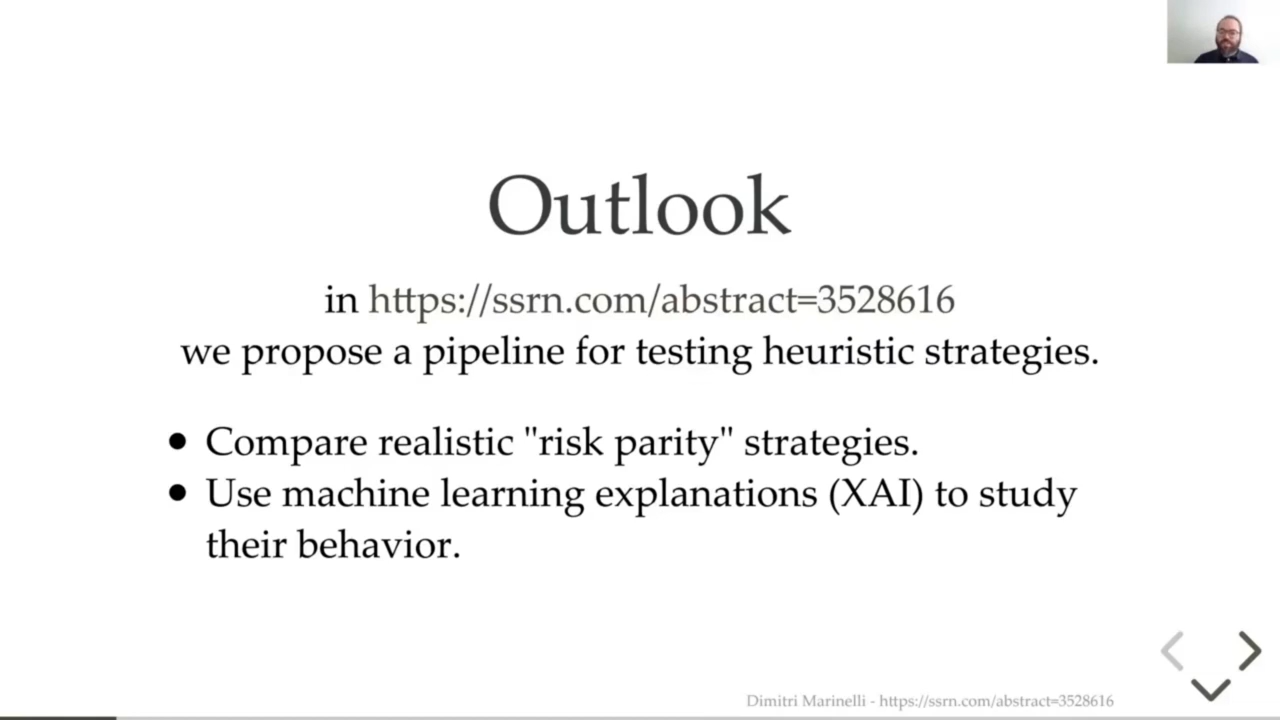 Outlook
in https://ssrn.com/abstract=3528616
we propose a pipeline for testing heuristic strategies.
• Compare realistic "risk parity" strategies.
• Use machine learning explanations (XAI) to study
their behavior.
Dimitri Marinelli - https://ssrn.com/abstract=3528616